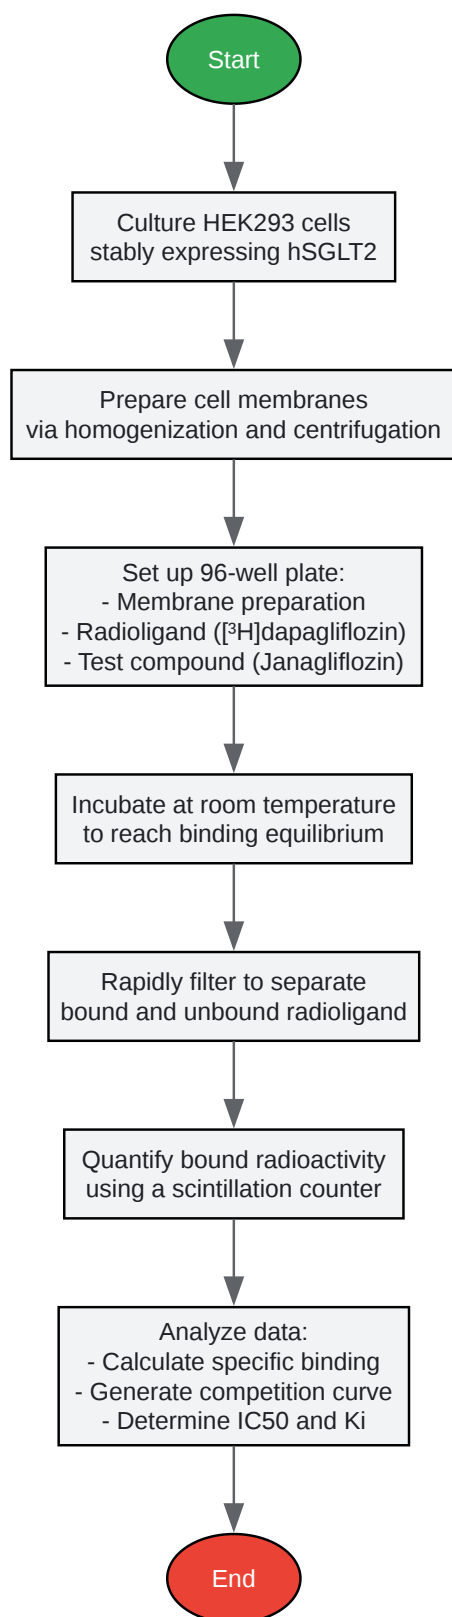 Start
Culture HEK293 cells
stably expressing hSGLT2
Prepare cell membranes
via homogenization and centrifugation
Set up 96-well plate:
- Membrane preparation
- Radioligand ([³H]dapagliflozin)
- Test compound (Janagliflozin)
Incubate at room temperature
to reach binding equilibrium
Rapidly filter to separate
bound and unbound radioligand
Quantify bound radioactivity
using a scintillation counter
Analyze data:
- Calculate specific binding
- Generate competition curve
- Determine IC50 and Ki
End